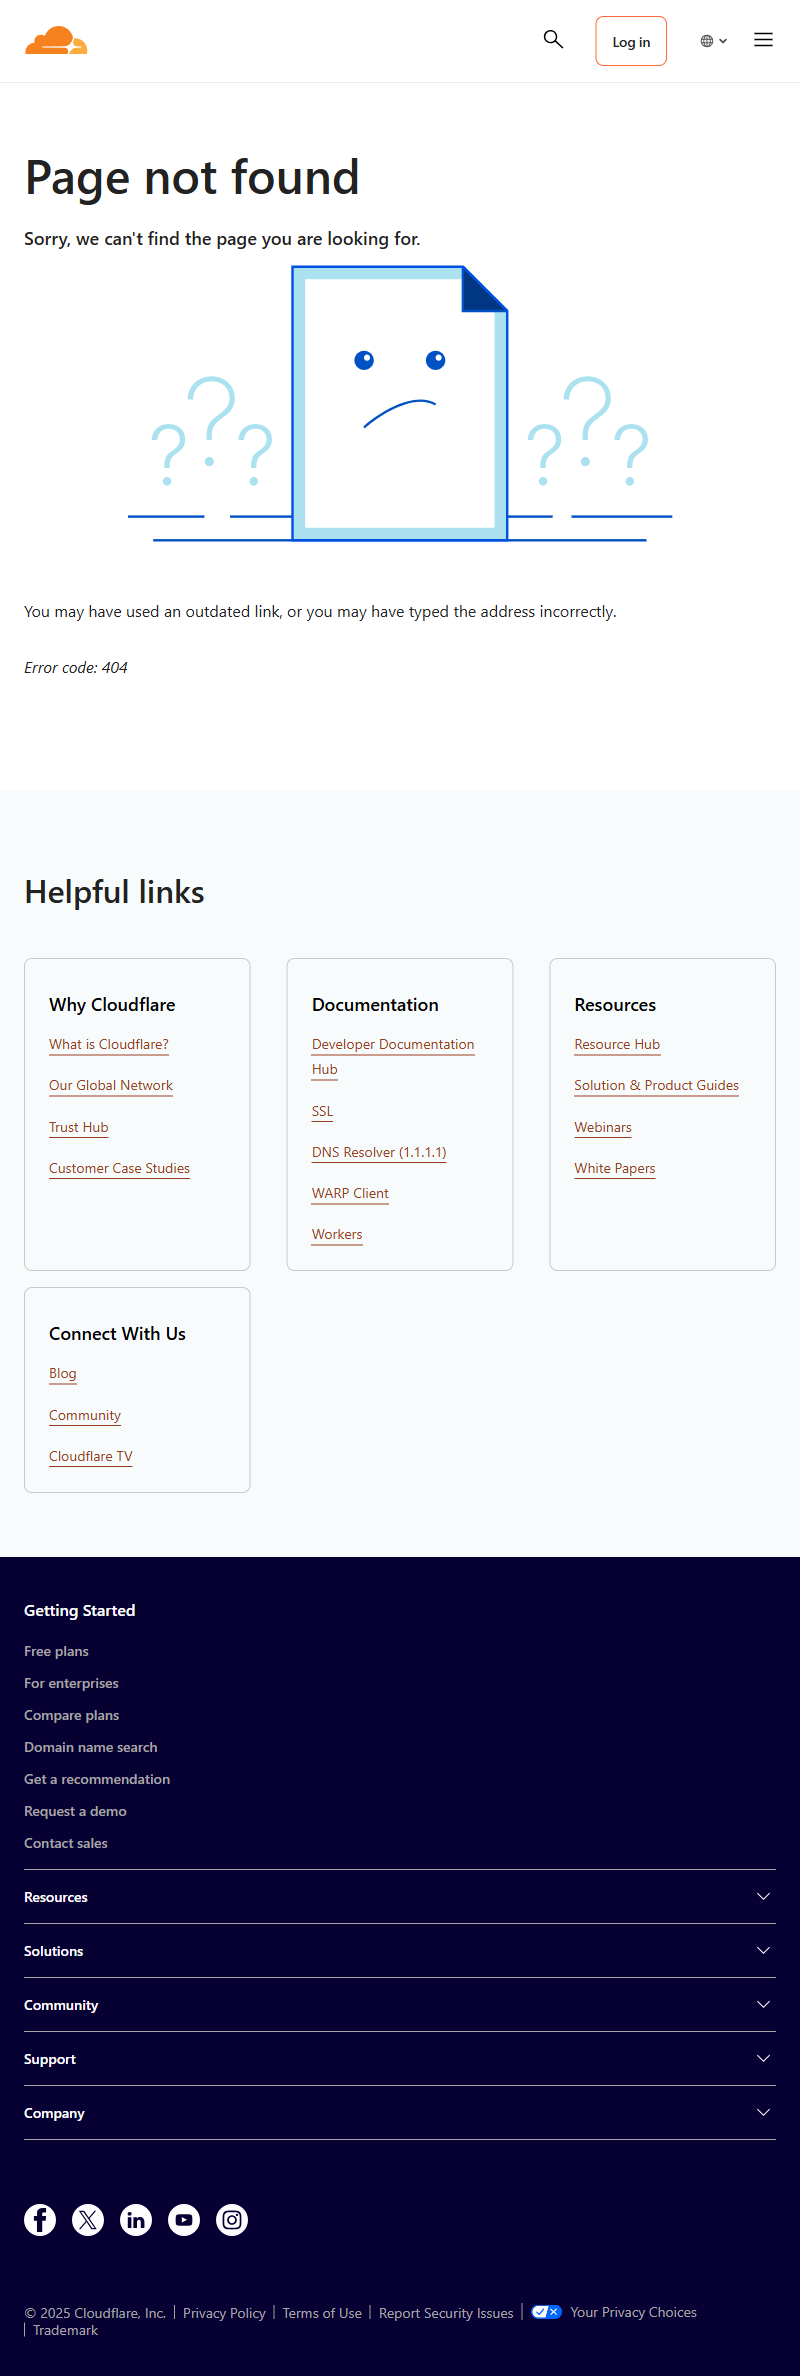 Log in
Page not found
Sorry, we can't find the page you are looking for.
? ? ?
? ? ?
You may have used an outdated link, or you may have typed the address incorrectly.
Error code: 404
Helpful links
Why Cloudflare
What is Cloudflare?
Our Global Network
Trust Hub
Customer Case Studies
Documentation
Developer Documentation
Hub
SSL
DNS Resolver (1.1.1.1)
WARP Client
Workers
Resources
Resource Hub
Solution & Product Guides
Webinars
White Papers
Connect With Us
Blog
Community
Cloudflare TV
Getting Started
Free plans
For enterprises
Compare plans
Domain name search
Get a recommendation
Request a demo
Contact sales
Resources
Solutions
Community
Support
Company
© 2025 Cloudflare, Inc. | Privacy Policy | Terms of Use | Report Security Issues | Your Privacy Choices
| Trademark